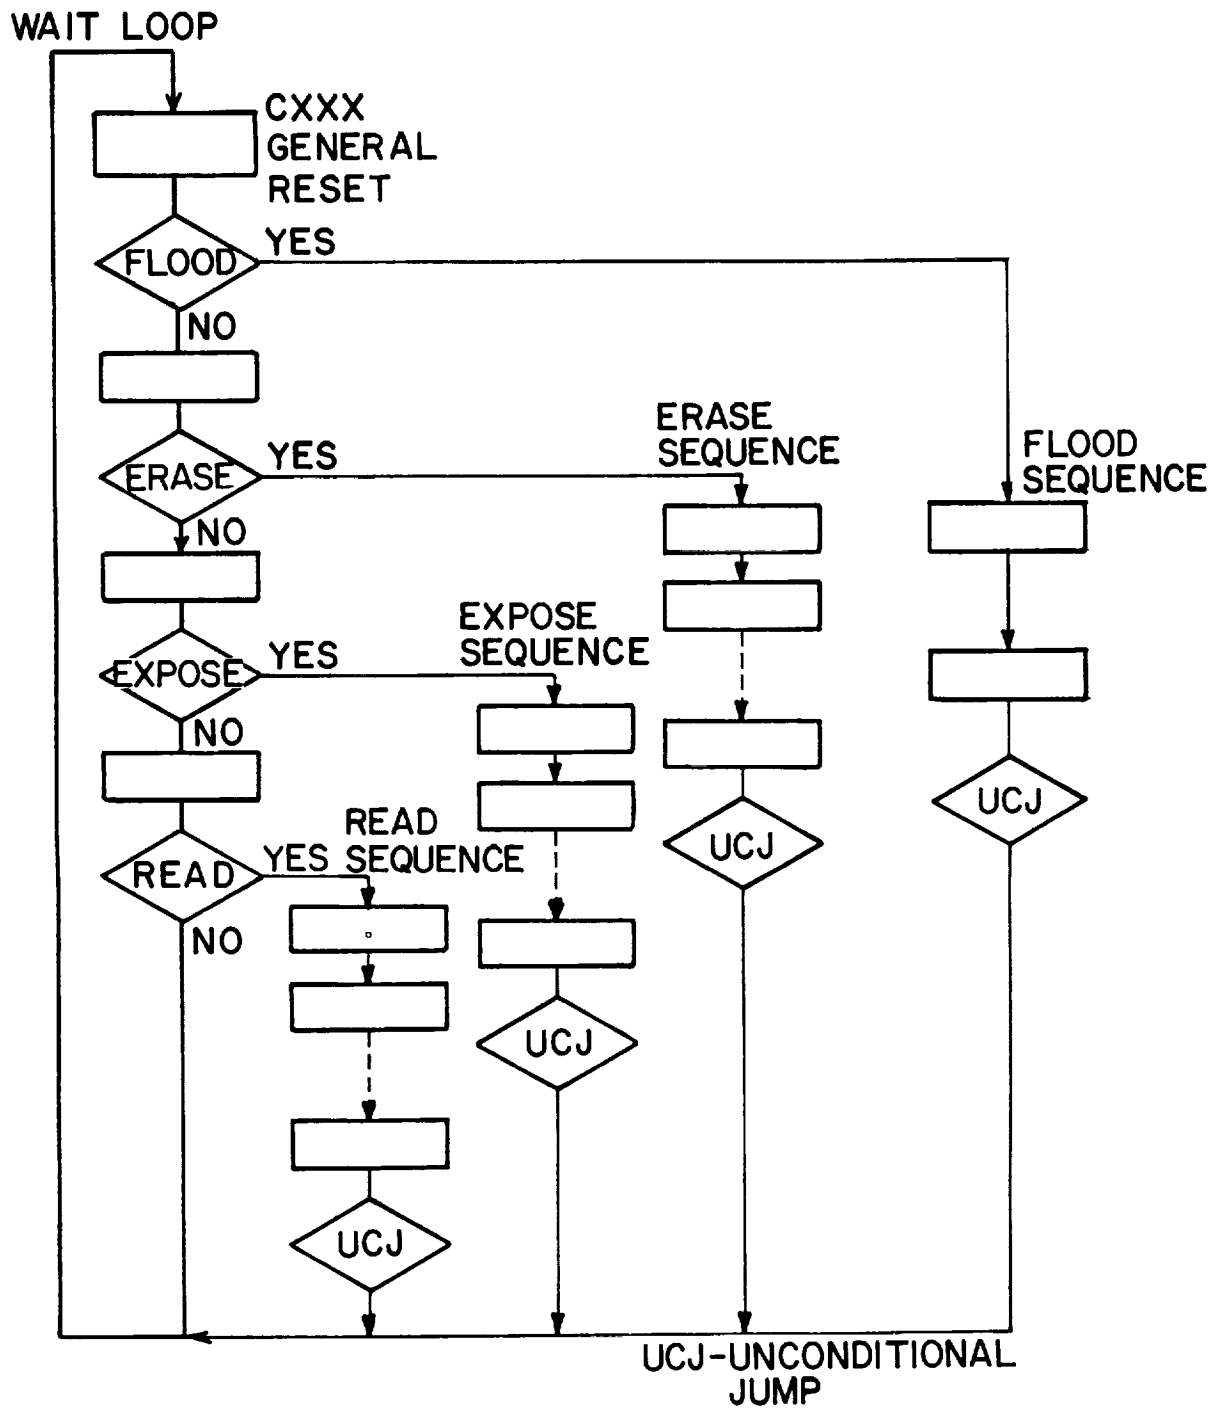 WAIT LOOP
CXXX
GENERAL
RESET
FLOOD
YES
NO
ERASE
YES
NO
ERASE
SEQUENCE
FLOOD
SEQUENCE
EXPOSE
YES
NO
EXPOSE
SEQUENCE
READ
YES
NO
READ
SEQUENCE
UCJ
UCJ
UCJ
UCJ
UCJ-UNCONDITIONAL
JUMP